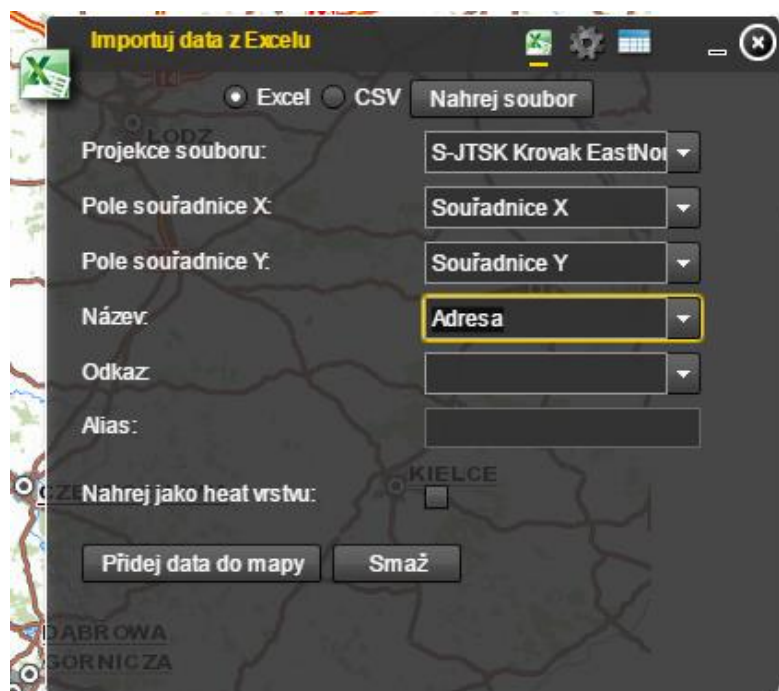 Importuj data z Excelu
Excel CSV Nahrej soubor
LODZ
Projekce souboru: S-JTSK Krovak EastNor
Pole souřadnice X: Souřadnice X
Pole souřadnice Y: Souřadnice Y
Název: Adresa
Odkaz:
Alias:
KIELCE
Nahrej jako heat vrstvu:
Přidej data do mapy Smaž
DĄBROWA
GÓRNICZA